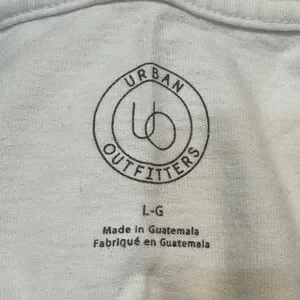 URBAN
UO
OUTFITTERS
L-G
Made in Guatemala
Fabriqué en Guatemala